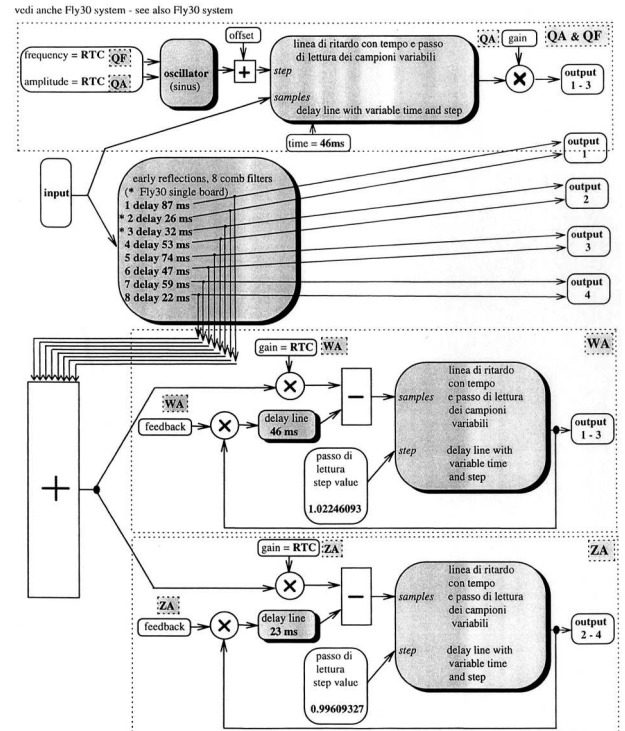 vedi anche Fly30 system - see also Fly30 system
frequency = RTC QF
amplitude = RTC QA
oscillator
(sinus)
offset
+
step
samples
linea di ritardo con tempo e passo
di lettura dei campioni variabili
delay line with variable time and step
time = 46ms
QA
gain
×
QA & QF
output
1 - 3
input
early reflections, 8 comb filters
(* Fly30 single board)
1 delay 87 ms
* 2 delay 26 ms
* 3 delay 32 ms
4 delay 53 ms
5 delay 74 ms
6 delay 47 ms
7 delay 59 ms
8 delay 22 ms
output
1
output
2
output
3
output
4
+
WA
gain = RTC WA
×
WA
feedback
×
delay line
46 ms
−
samples
linea di ritardo
con tempo
e passo di lettura
dei campioni
variabili
step
delay line with
variable time
and step
passo di
lettura
step value
1.02246093
output
1 - 3
ZA
gain = RTC ZA
×
ZA
feedback
×
delay line
23 ms
−
samples
linea di ritardo
con tempo
e passo di lettura
dei campioni
variabili
step
delay line with
variable time
and step
passo di
lettura
step value
0.99609327
output
2 - 4